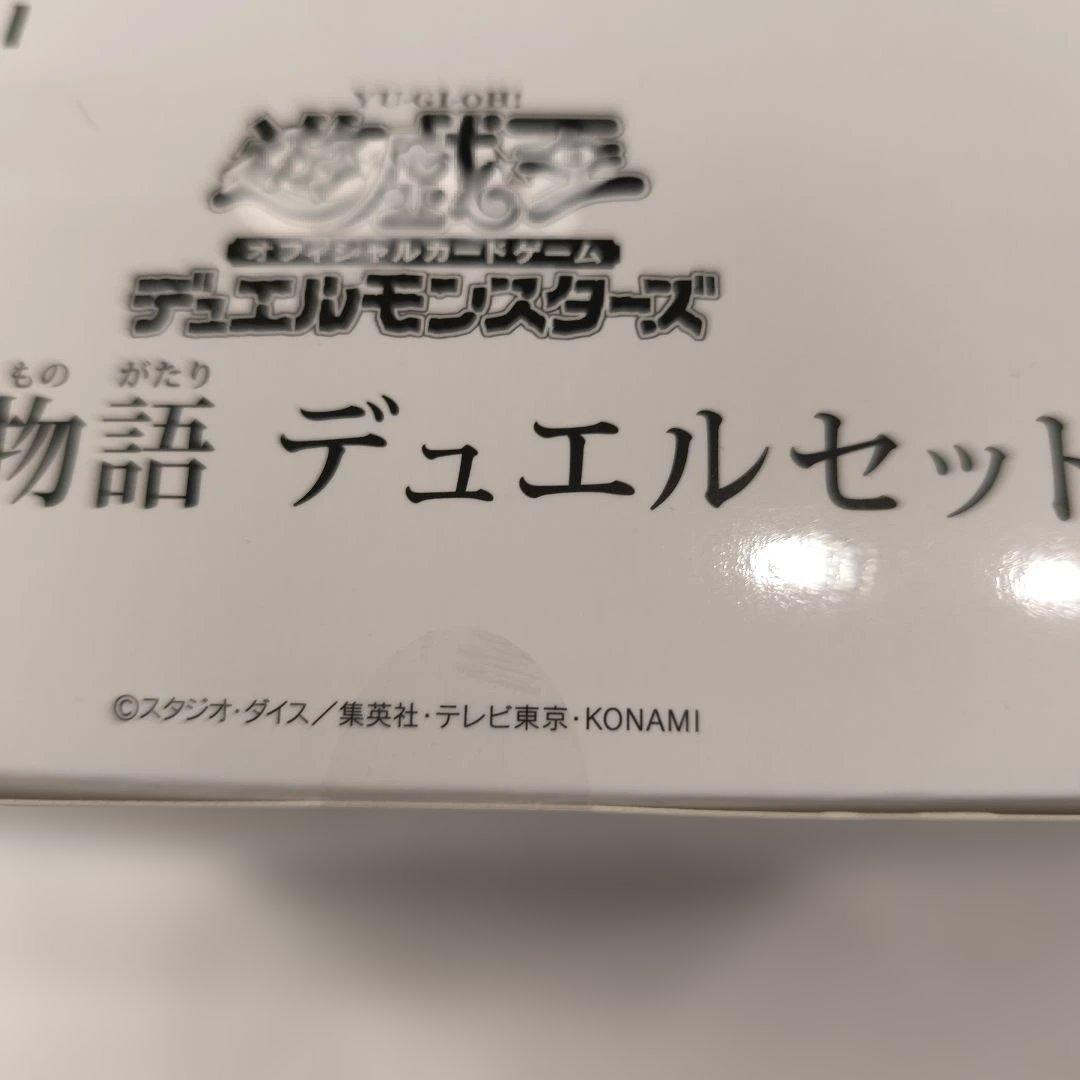 YU-GI-OH!
遊戯王
オフィシャルカードゲーム
デュエルモンスターズ
もの がたり
物語 デュエルセット
©スタジオ・ダイス／集英社・テレビ東京・KONAMI